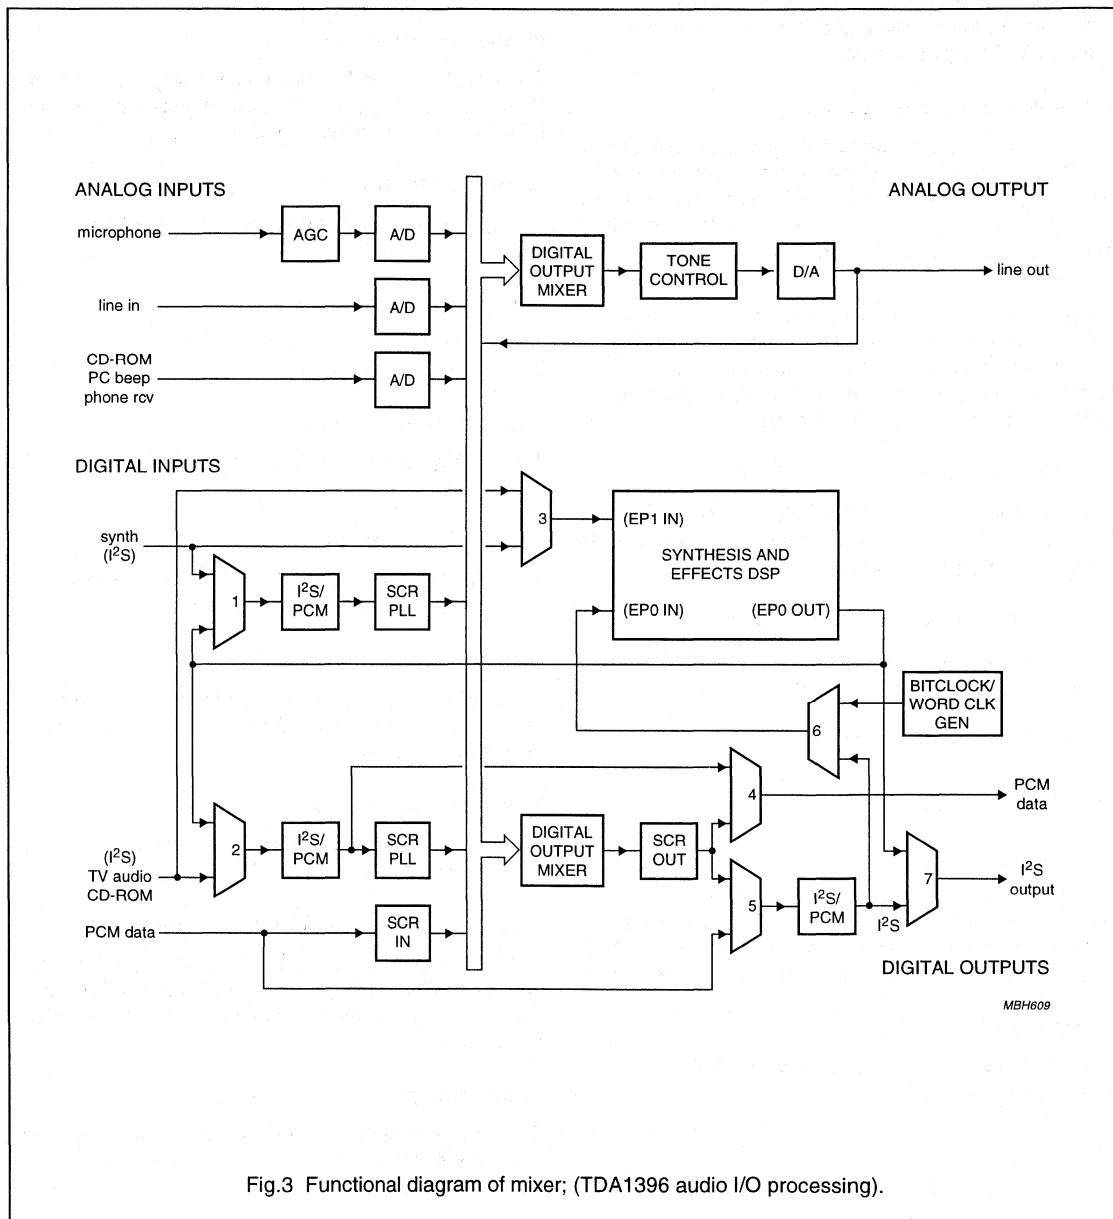 ANALOG INPUTS
ANALOG OUTPUT
microphone
AGC
A/D
DIGITAL
OUTPUT
MIXER
TONE
CONTROL
D/A
line out
line in
A/D
CD-ROM
PC beep
phone rcv
A/D
DIGITAL INPUTS
synth
(I²S)
3
(EP1 IN)
SYNTHESIS AND
EFFECTS DSP
(EP0 IN)
(EP0 OUT)
1
I²S/
PCM
SCR
PLL
BITCLOCK/
WORD CLK
GEN
6
4
PCM
data
(I²S)
TV audio
CD-ROM
2
I²S/
PCM
SCR
PLL
DIGITAL
OUTPUT
MIXER
SCR
OUT
5
I²S/
PCM
I²S
7
I²S
output
PCM data
SCR
IN
DIGITAL OUTPUTS
MBH609
Fig.3 Functional diagram of mixer; (TDA1396 audio I/O processing).